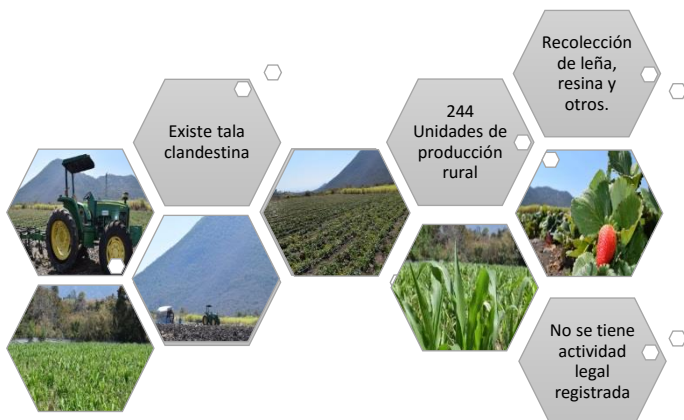 Existe tala
clandestina
244
Unidades de
producción
rural
Recolección
de leña,
resina y
otros.
No se tiene
actividad
legal
registrada